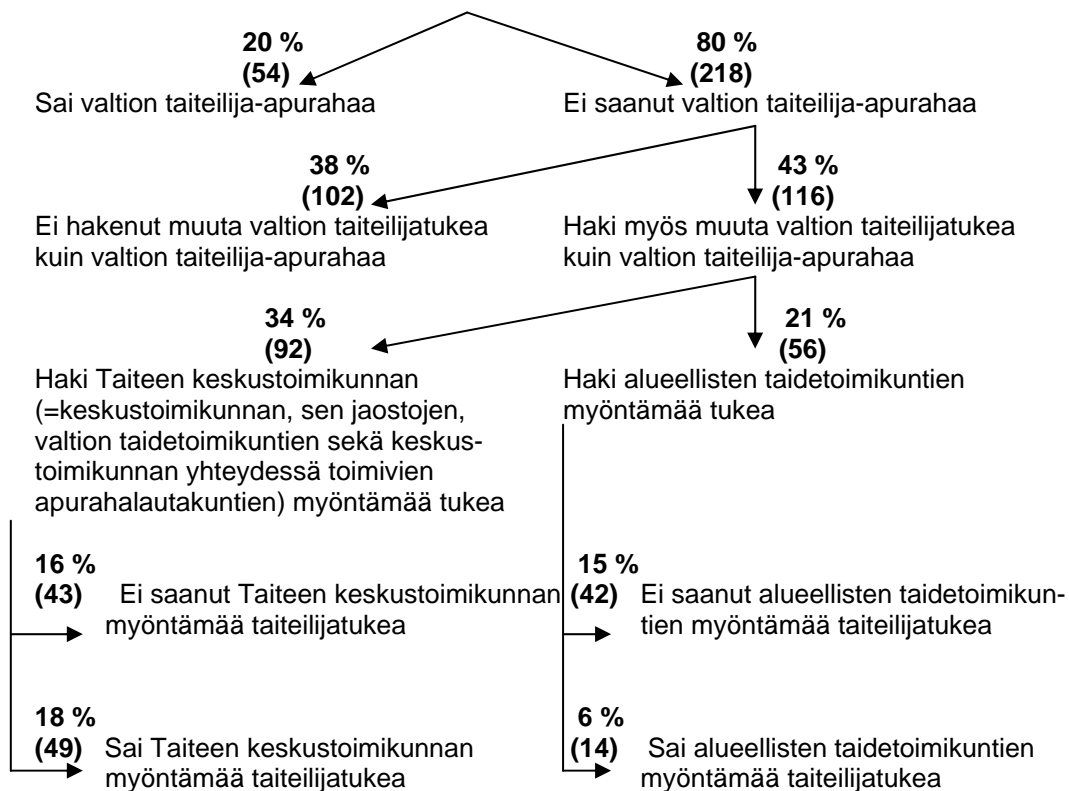 20 %
(54)
Sai valtion taiteilija-apurahaa
80 %
(218)
Ei saanut valtion taiteilija-apurahaa
38 %
(102)
Ei hakenut muuta valtion taiteilijatukea
kuin valtion taiteilija-apurahaa
43 %
(116)
Haki myös muuta valtion taiteilijatukea
kuin valtion taiteilija-apurahaa
34 %
(92)
Haki Taiteen keskustoimikunnan
(=keskustoimikunnan, sen jaostojen,
valtion taidetoimikuntien sekä keskus-
toimikunnan yhteydessä toimivien
apurahalautakuntien) myöntämää tukea
21 %
(56)
Haki alueellisten taidetoimikuntien
myöntämää tukea
16 %
(43) Ei saanut Taiteen keskustoimikunnan
myöntämää taiteilijatukea
15 %
(42) Ei saanut alueellisten taidetoimikun-
tien myöntämää taiteilijatukea
18 %
(49) Sai Taiteen keskustoimikunnan
myöntämää taiteilijatukea
6 %
(14) Sai alueellisten taidetoimikuntien
myöntämää taiteilijatukea